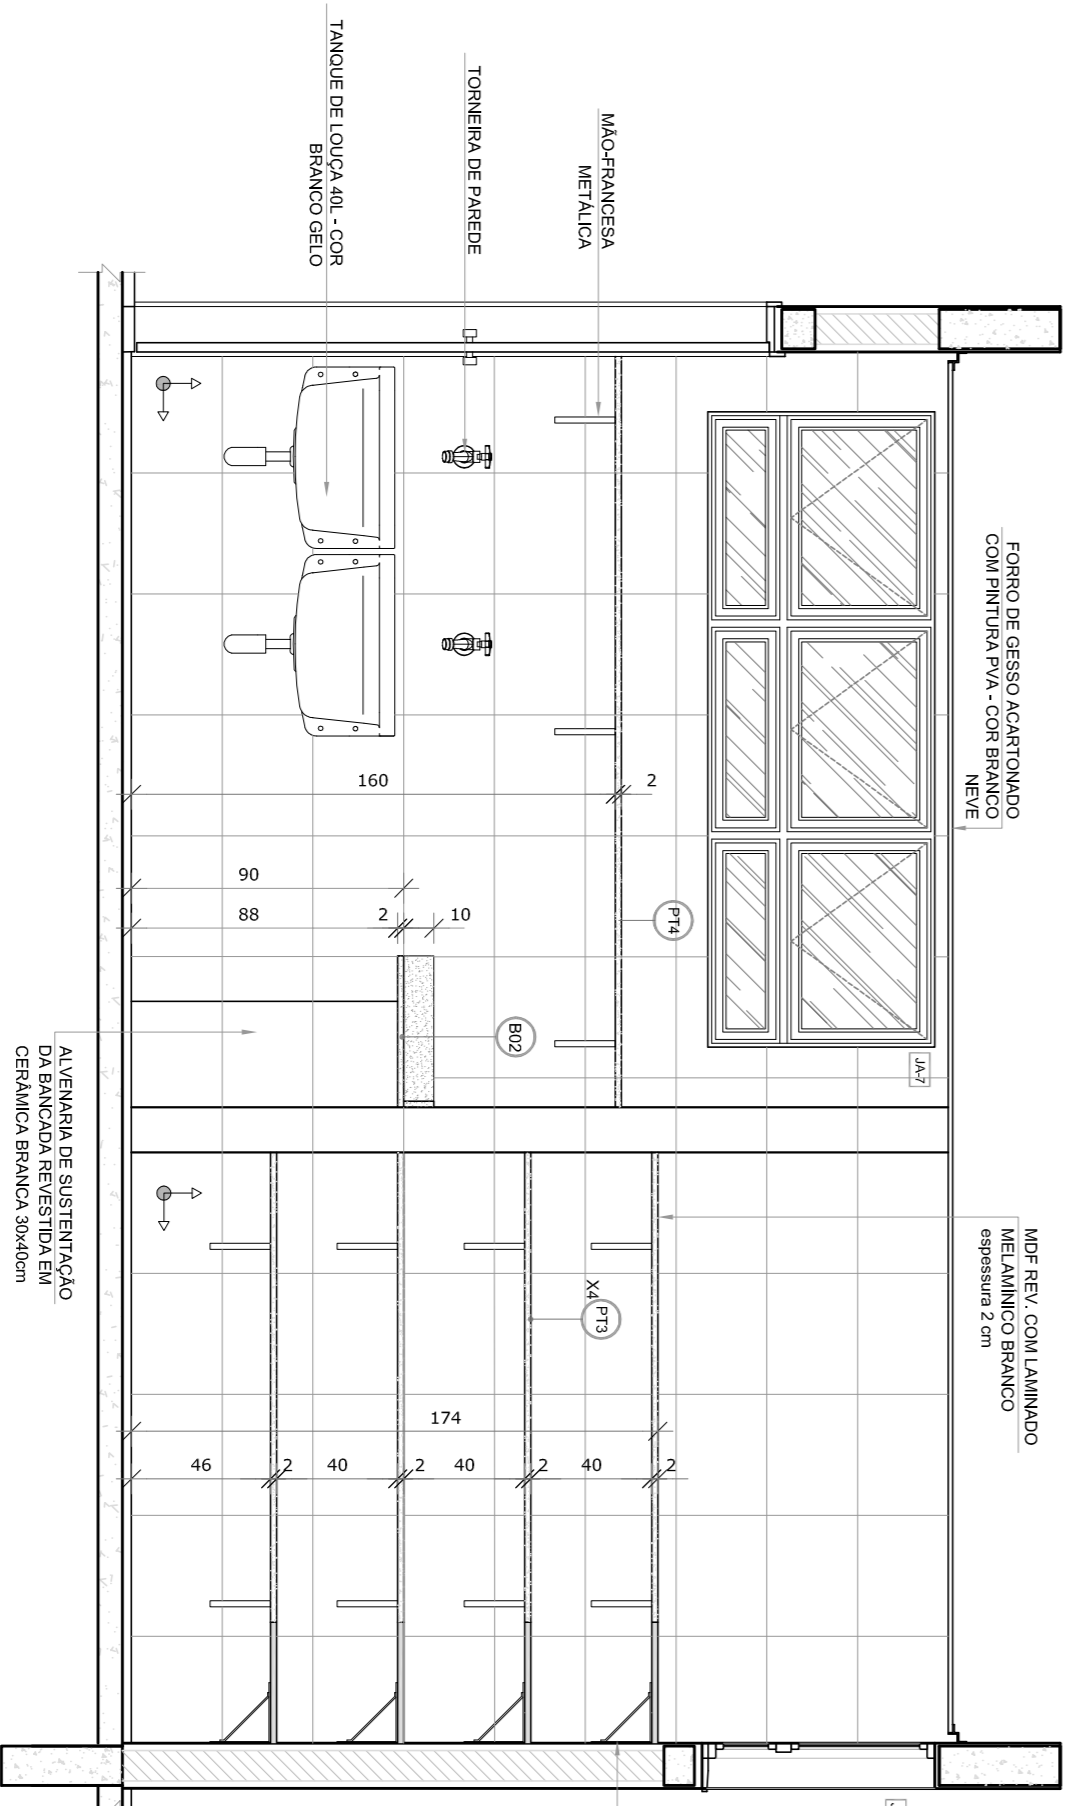 TANQUE DE LOUÇA 40L - COR
BRANCO GELO
TORNEIRA DE PAREDE
MÃO-FRANCESA
METÁLICA
FORRO DE GESSO ACARTONADO
COM PINTURA PVA - COR BRANCO
NEVE
160
2
90
88
2
10
PT4
B02
JA-7
ALVENARIA DE SUSTENTAÇÃO
DA BANCADA REVESTIDA EM
CERÂMICA BRANCA 30x40cm
MDF REV. COM LAMINADO
MELAMÍNICO BRANCO
espessura 2 cm
PT3
X4
174
46
2
40
2
40
2
40
2